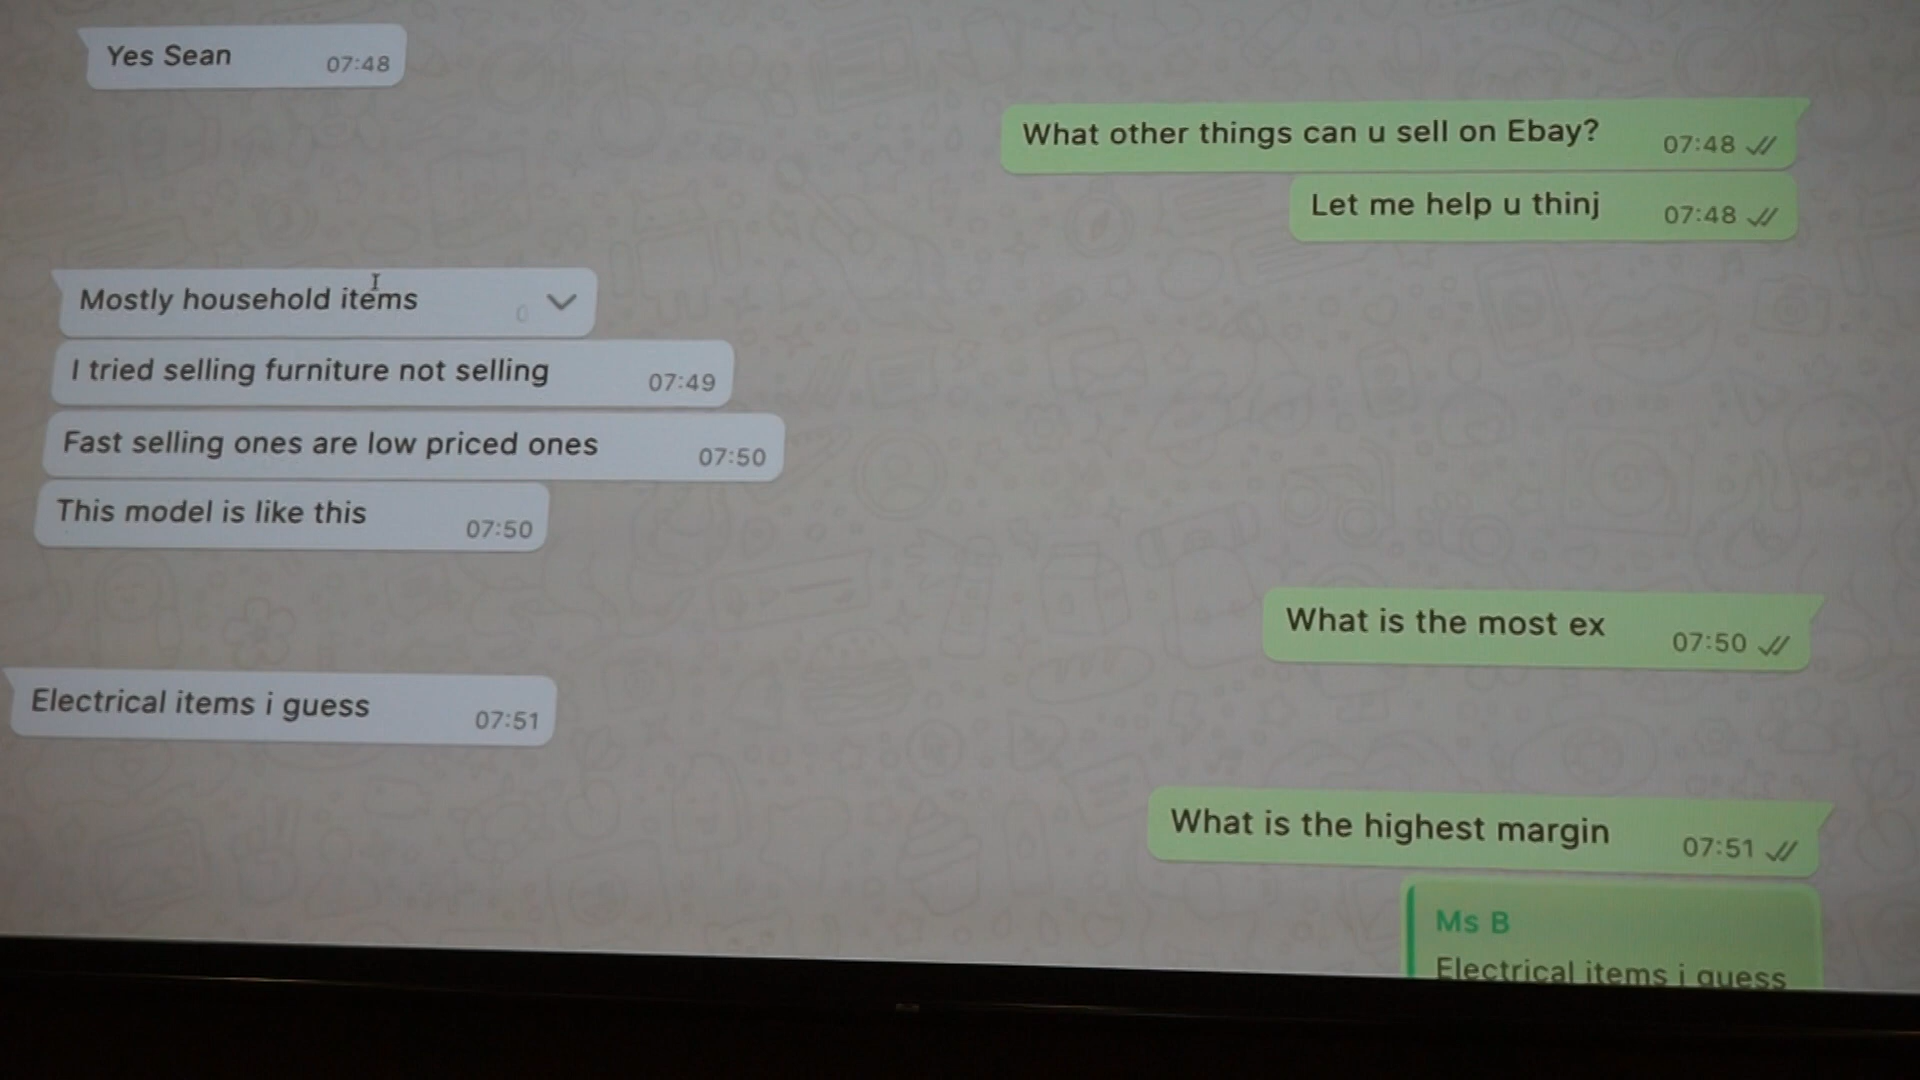 Yes Sean 07:48
What other things can u sell on Ebay? 07:48
Let me help u thinj 07:48
Mostly household items 0
I tried selling furniture not selling 07:49
Fast selling ones are low priced ones 07:50
This model is like this 07:50
What is the most ex 07:50
Electrical items i guess 07:51
What is the highest margin 07:51
Ms B
Electrical items i guess